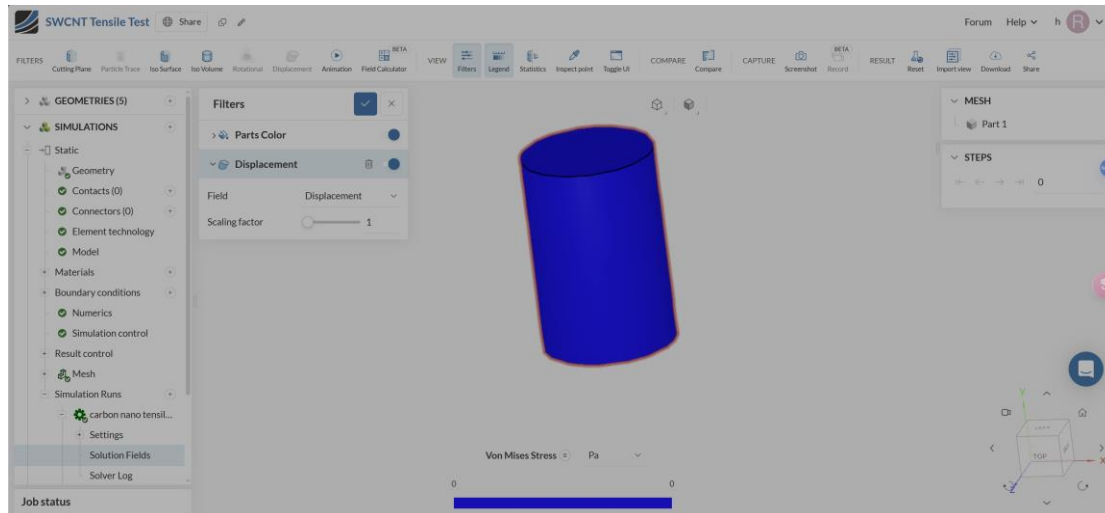 SWCNT Tensile Test Share Forum Help h R
FILTERS Cutting Plane Particle Trace Iso Surface Iso Volume Rotational Displacement Animation Field Calculator BETA VIEW Filters Legend Statistics Inspect point Toggle UI COMPARE Compare CAPTURE Screenshot Record BETA RESULT Reset Import view Download Share
GEOMETRIES (5)
SIMULATIONS
Static
Geometry
Contacts (0)
Connectors (0)
Element technology
Model
Materials
Boundary conditions
Numerics
Simulation control
Result control
Mesh
Simulation Runs
carbon nano tensil...
Settings
Solution Fields
Solver Log
Job status
Filters
Parts Color
Displacement
Field Displacement
Scaling factor 1
MESH
Part 1
STEPS
0
Von Mises Stress Pa
0 0
Y
LEFT
TOP
X
Z